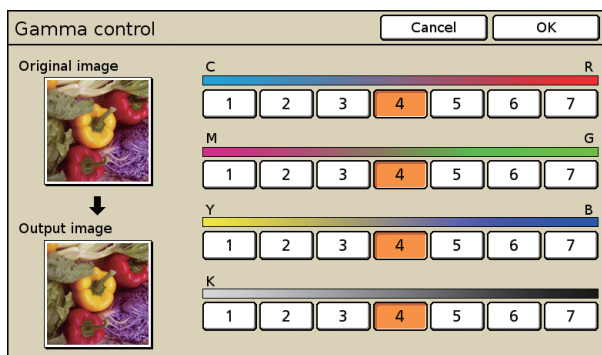 Gamma control Cancel OK
Original image
C R
1 2 3 4 5 6 7
M G
1 2 3 4 5 6 7
Output image
Y B
1 2 3 4 5 6 7
K
1 2 3 4 5 6 7